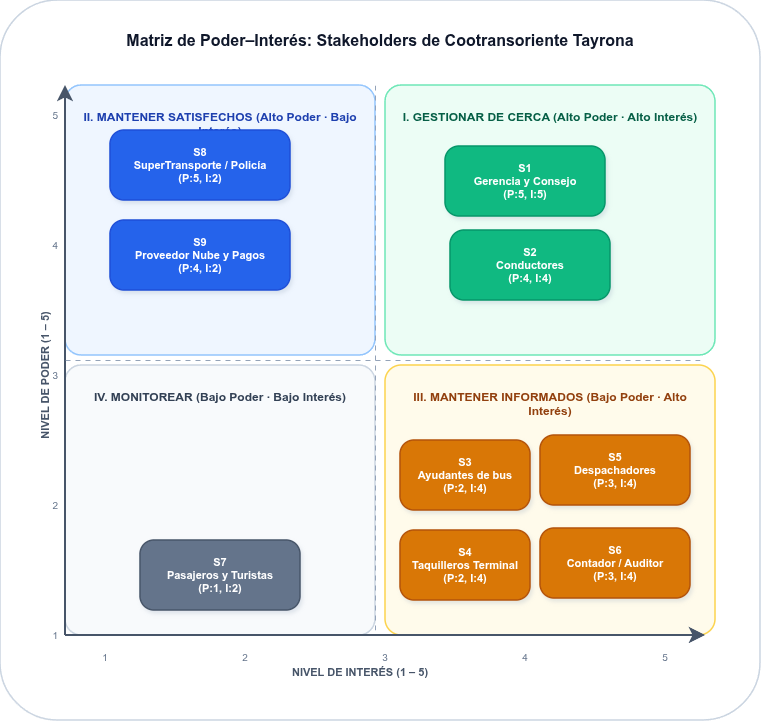 Matriz de Poder–Interés: Stakeholders de Cootransoriente Tayrona
II. MANTENER SATISFECHOS (Alto Poder · Bajo
I. GESTIONAR DE CERCA (Alto Poder · Alto Interés)
S8
SuperTransporte / Policía
(P:5, I:2)
S9
Proveedor Nube y Pagos
(P:4, I:2)
S1
Gerencia y Consejo
(P:5, I:5)
S2
Conductores
(P:4, I:4)
IV. MONITOREAR (Bajo Poder · Bajo Interés)
III. MANTENER INFORMADOS (Bajo Poder · Alto
Interés)
S3
Ayudantes de bus
(P:2, I:4)
S5
Despachadores
(P:3, I:4)
S4
Taquilleros Terminal
(P:2, I:4)
S6
Contador / Auditor
(P:3, I:4)
S7
Pasajeros y Turistas
(P:1, I:2)
5
4
3
2
1
NIVEL DE PODER (1 – 5)
1
2
3
4
5
NIVEL DE INTERÉS (1 – 5)